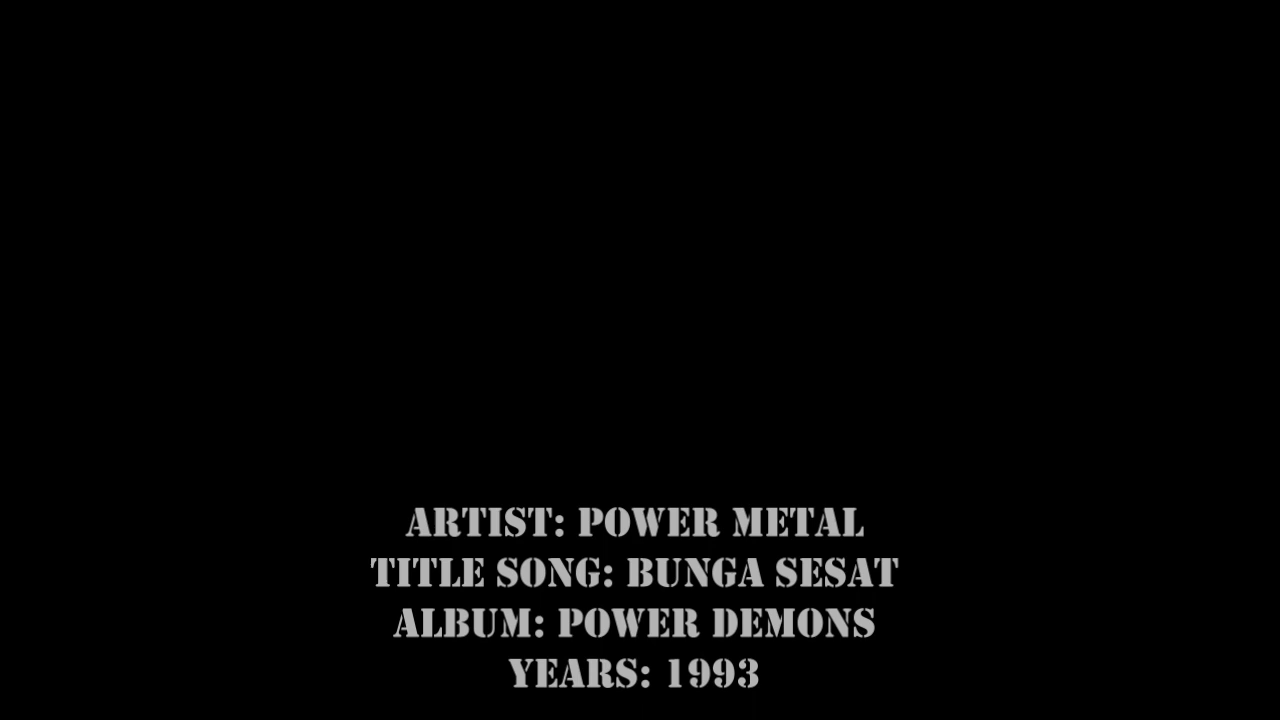 ARTIST: POWER METAL
TITLE SONG: BUNGA SESAT
ALBUM: POWER DEMONS
YEARS: 1993